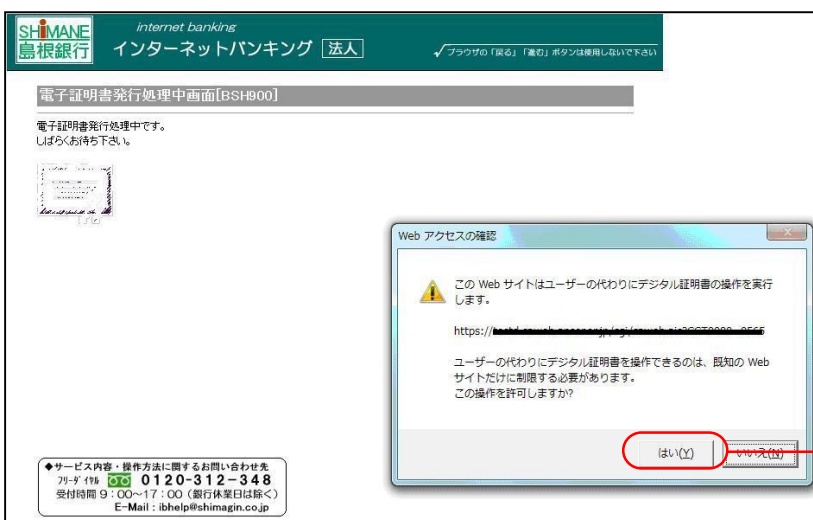 SHiMANE
島根銀行
internet banking
インターネットバンキング 法人
✓ブラウザの「戻る」「進む」ボタンは使用しないで下さい
電子証明書発行処理中画面[BSH900]
電子証明書発行処理中です。
しばらくお待ち下さい。
Web アクセスの確認
この Web サイトはユーザーの代わりにデジタル証明書の操作を実行
します。
https://
ユーザーの代わりにデジタル証明書を操作できるのは、既知の Web
サイトだけに制限する必要があります。
この操作を許可しますか?
はい(Y)
いいえ(N)
◆サービス内容・操作方法に関するお問い合わせ先
フリーダイヤル 0120-312-348
受付時間 9:00~17:00 (銀行休業日は除く)
E-Mail : ibhelp@shimagin.co.jp